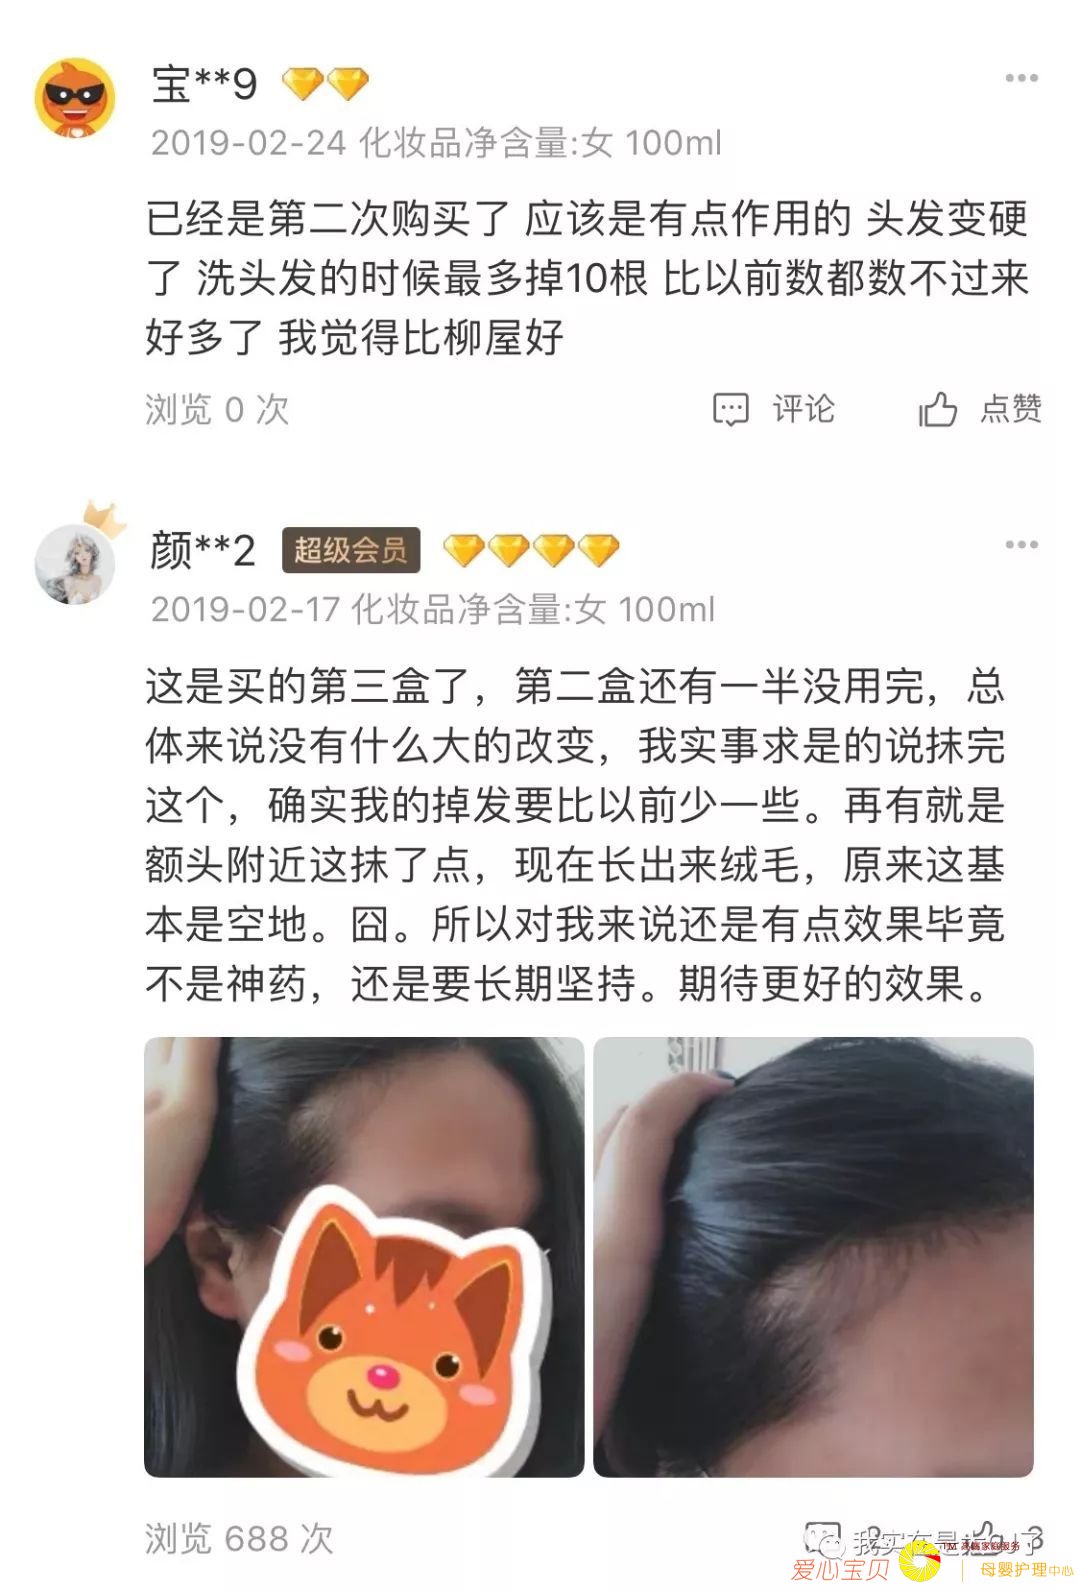 宝**9
2019-02-24 化妆品净含量:女 100ml
已经是第二次购买了 应该是有点作用的 头发变硬
了 洗头发的时候最多掉10根 比以前数都数不过来
好多了 我觉得比柳屋好
浏览 0 次 评论 点赞
颜**2 超级会员
2019-02-17 化妆品净含量:女 100ml
这是买的第三盒了，第二盒还有一半没用完，总
体来说没有什么大的改变，我实事求是的说抹完
这个，确实我的掉发要比以前少一些。再有就是
额头附近这抹了点，现在长出来绒毛，原来这基
本是空地。囧。所以对我来说还是有点效果毕竟
不是神药，还是要长期坚持。期待更好的效果。
浏览 688 次 3
我实在是
爱心宝贝 母婴护理中心